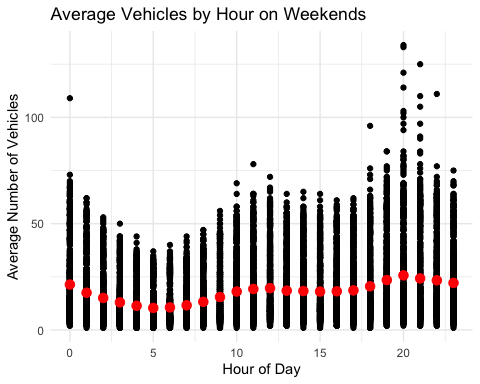 Average Vehicles by Hour on Weekends
Average Number of Vehicles
100
50
0
0 5 10 15 20
Hour of Day